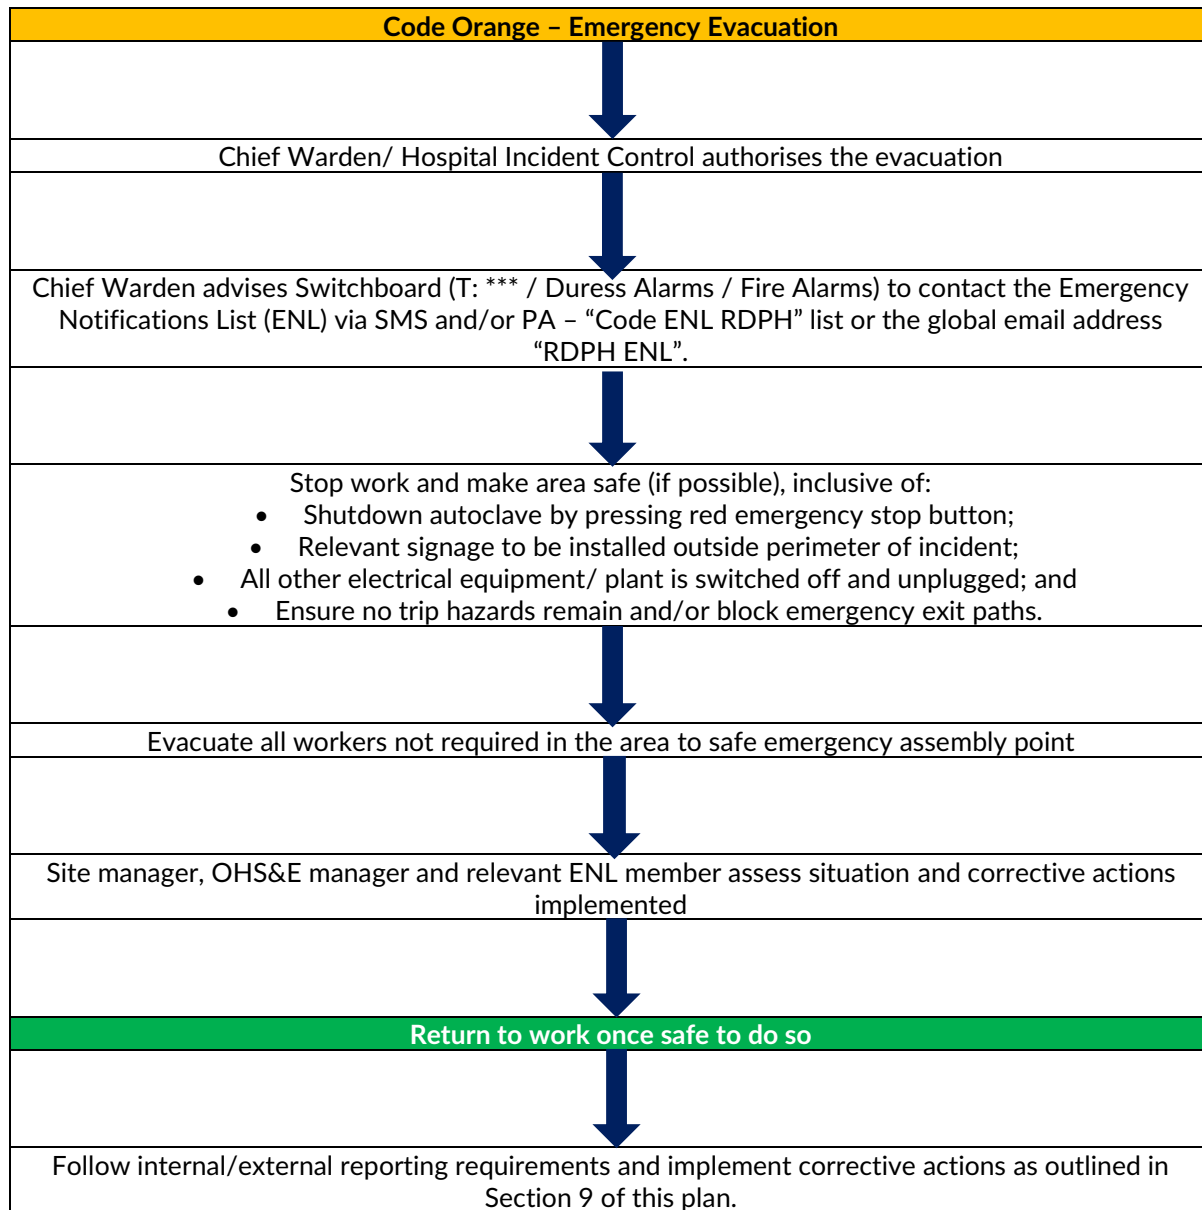 Code Orange – Emergency Evacuation
Chief Warden/ Hospital Incident Control authorises the evacuation
Chief Warden advises Switchboard (T: *** / Duress Alarms / Fire Alarms) to contact the Emergency
Notifications List (ENL) via SMS and/or PA – “Code ENL RDPH” list or the global email address
“RDPH ENL”.
Stop work and make area safe (if possible), inclusive of:
• Shutdown autoclave by pressing red emergency stop button;
• Relevant signage to be installed outside perimeter of incident;
• All other electrical equipment/ plant is switched off and unplugged; and
• Ensure no trip hazards remain and/or block emergency exit paths.
Evacuate all workers not required in the area to safe emergency assembly point
Site manager, OHS&E manager and relevant ENL member assess situation and corrective actions
implemented
Return to work once safe to do so
Follow internal/external reporting requirements and implement corrective actions as outlined in
Section 9 of this plan.